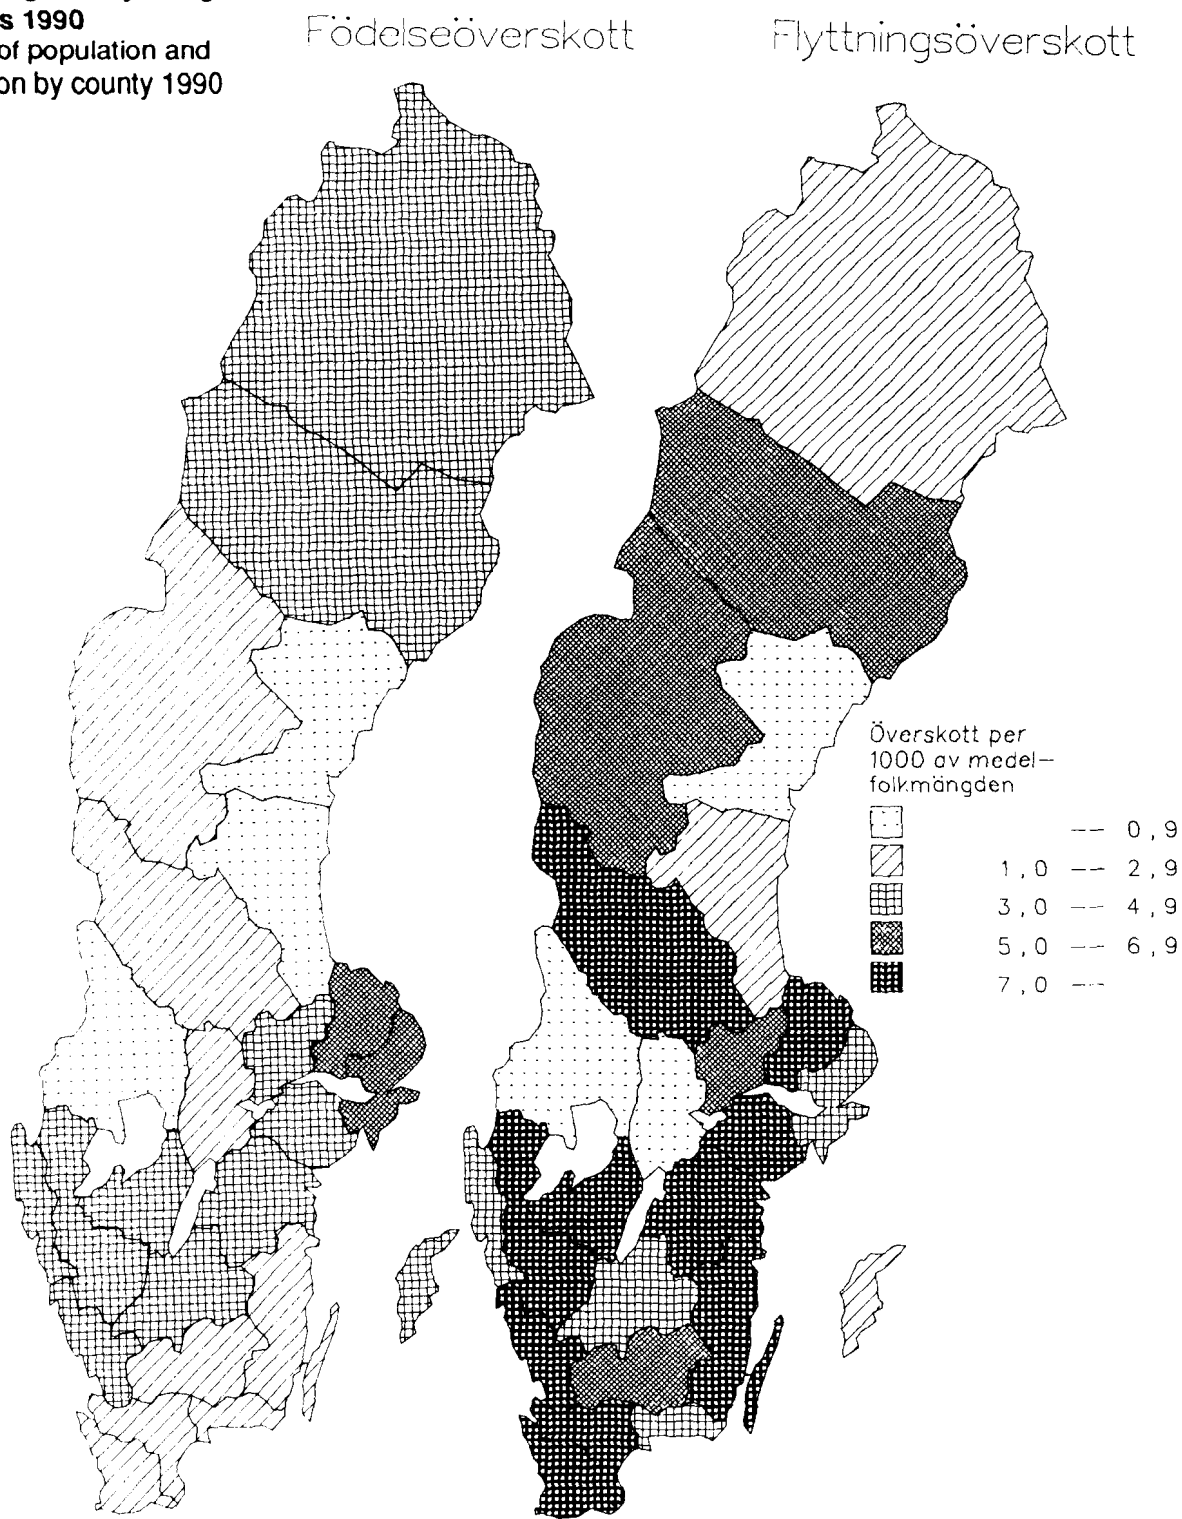 s 1990
of population and
on by county 1990
Födelseöverskott
Flyttningsöverskott
Överskott per
1000 av medel–
folkmängden
–– 0,9
1,0 –– 2,9
3,0 –– 4,9
5,0 –– 6,9
7,0 ––